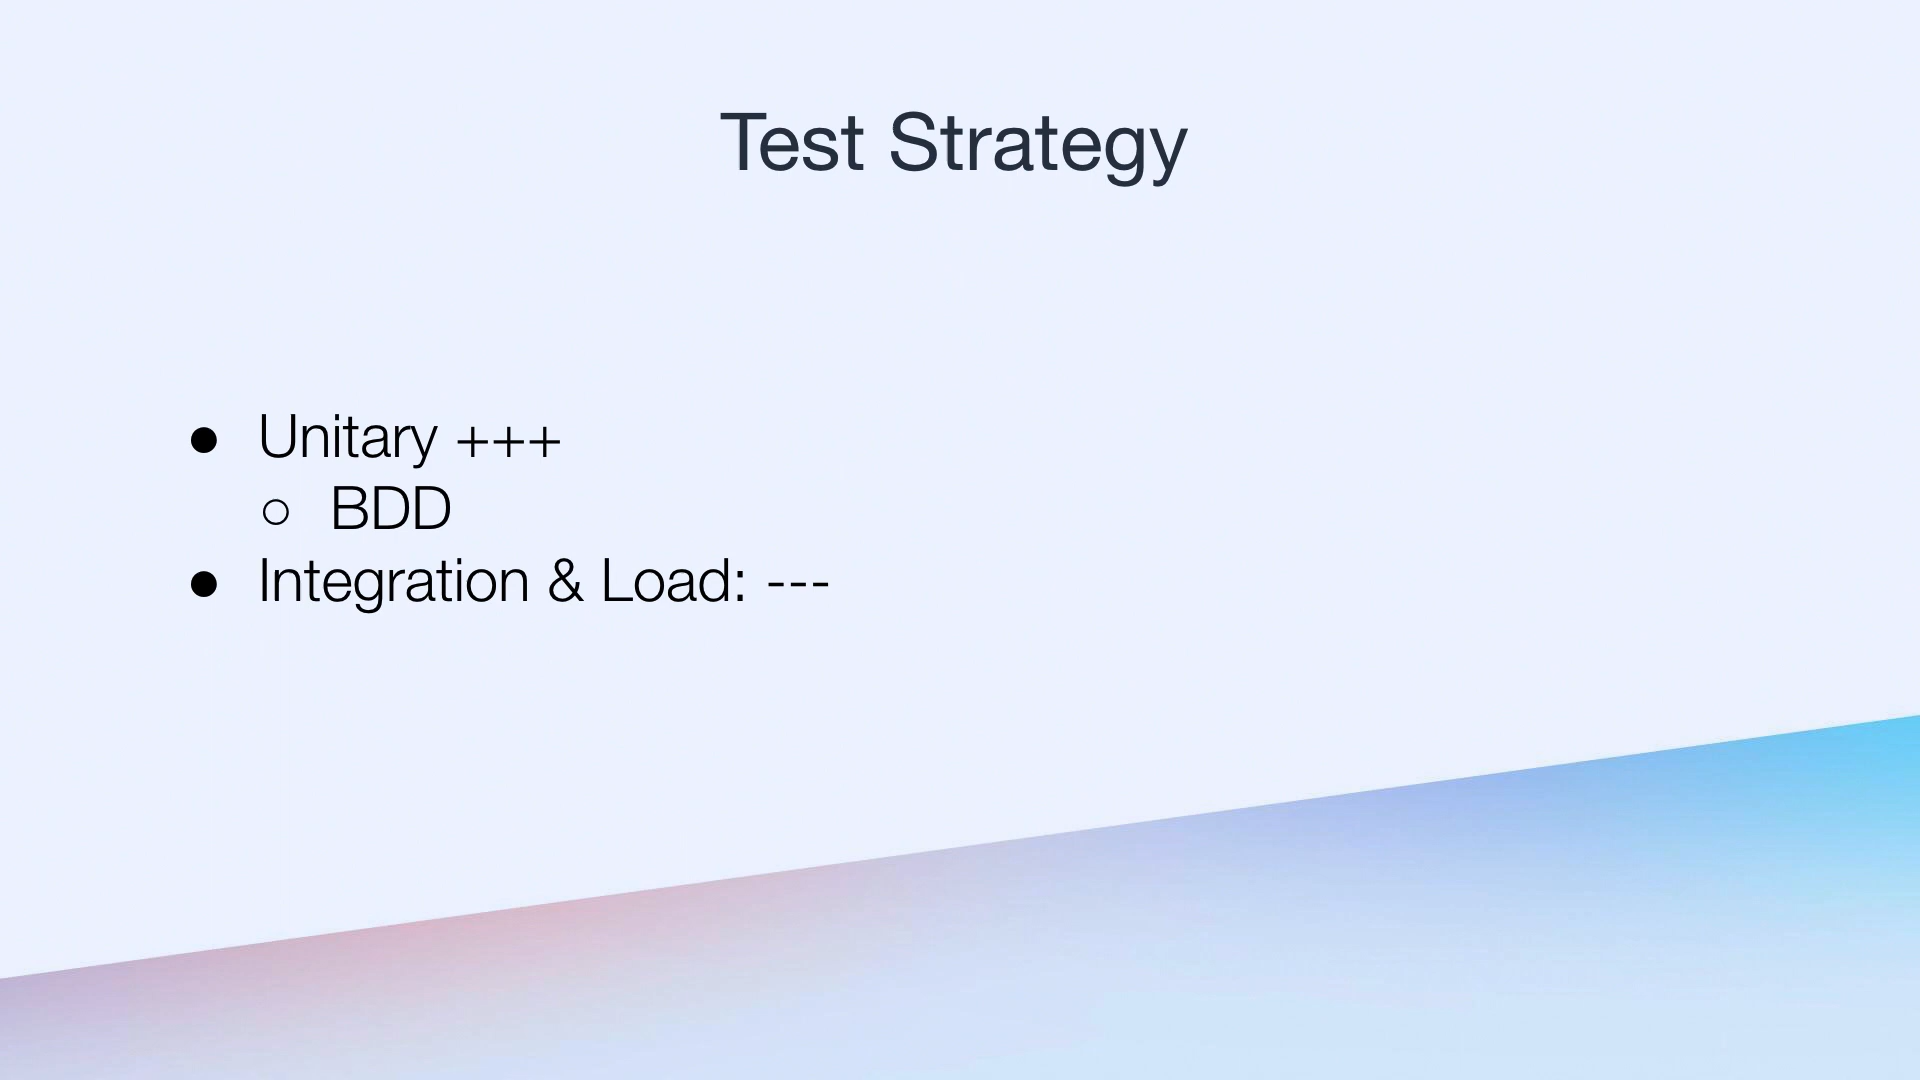 Test Strategy
● Unitary +++
○ BDD
● Integration & Load: ---